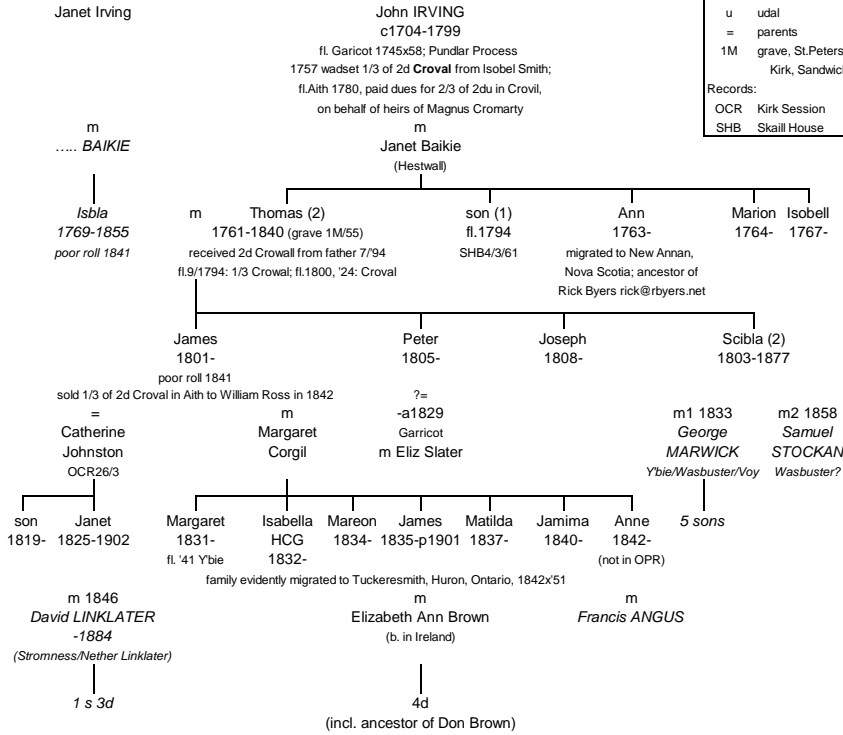 Janet Irving
John IRVING
c1704-1799
fl. Garicot 1745x58; Pundlar Process
1757 wadset 1/3 of 2d Croval from Isobel Smith;
fl.Aith 1780, paid dues for 2/3 of 2du in Crovil,
on behalf of heirs of Magnus Cromarty
u udal
= parents
1M grave, St.Peters
Kirk, Sandwick
Records:
OCR Kirk Session
SHB Skaill House
m
..... BAIKIE
m
Janet Baikie
(Hestwall)
Isbla
1769-1855
poor roll 1841
m
Thomas (2)
1761-1840 (grave 1M/55)
received 2d Crowall from father 7/'94
fl.9/1794: 1/3 Crowal; fl.1800, '24: Croval
son (1)
fl.1794
SHB4/3/61
Ann
1763-
migrated to New Annan,
Nova Scotia; ancestor of
Rick Byers rick@rbyers.net
Marion
1764-
Isobell
1767-
James
1801-
poor roll 1841
sold 1/3 of 2d Croval in Aith to William Ross in 1842
Peter
1805-
Joseph
1808-
Scibla (2)
1803-1877
=
Catherine
Johnston
OCR26/3
m
Margaret
Corgil
?=
-a1829
Garricot
m Eliz Slater
m1 1833
George
MARWICK
Y'bie/Wasbuster/Voy
m2 1858
Samuel
STOCKAN
Wasbuster?
son
1819-
Janet
1825-1902
Margaret
1831-
fl. '41 Y'bie
Isabella
HCG
1832-
Mareon
1834-
James
1835-p1901
Matilda
1837-
Jamima
1840-
Anne
1842-
(not in OPR)
5 sons
family evidently migrated to Tuckeresmith, Huron, Ontario, 1842x'51
m 1846
David LINKLATER
-1884
(Stromness/Nether Linklater)
m
Elizabeth Ann Brown
(b. in Ireland)
m
Francis ANGUS
1 s 3d
4d
(incl. ancestor of Don Brown)